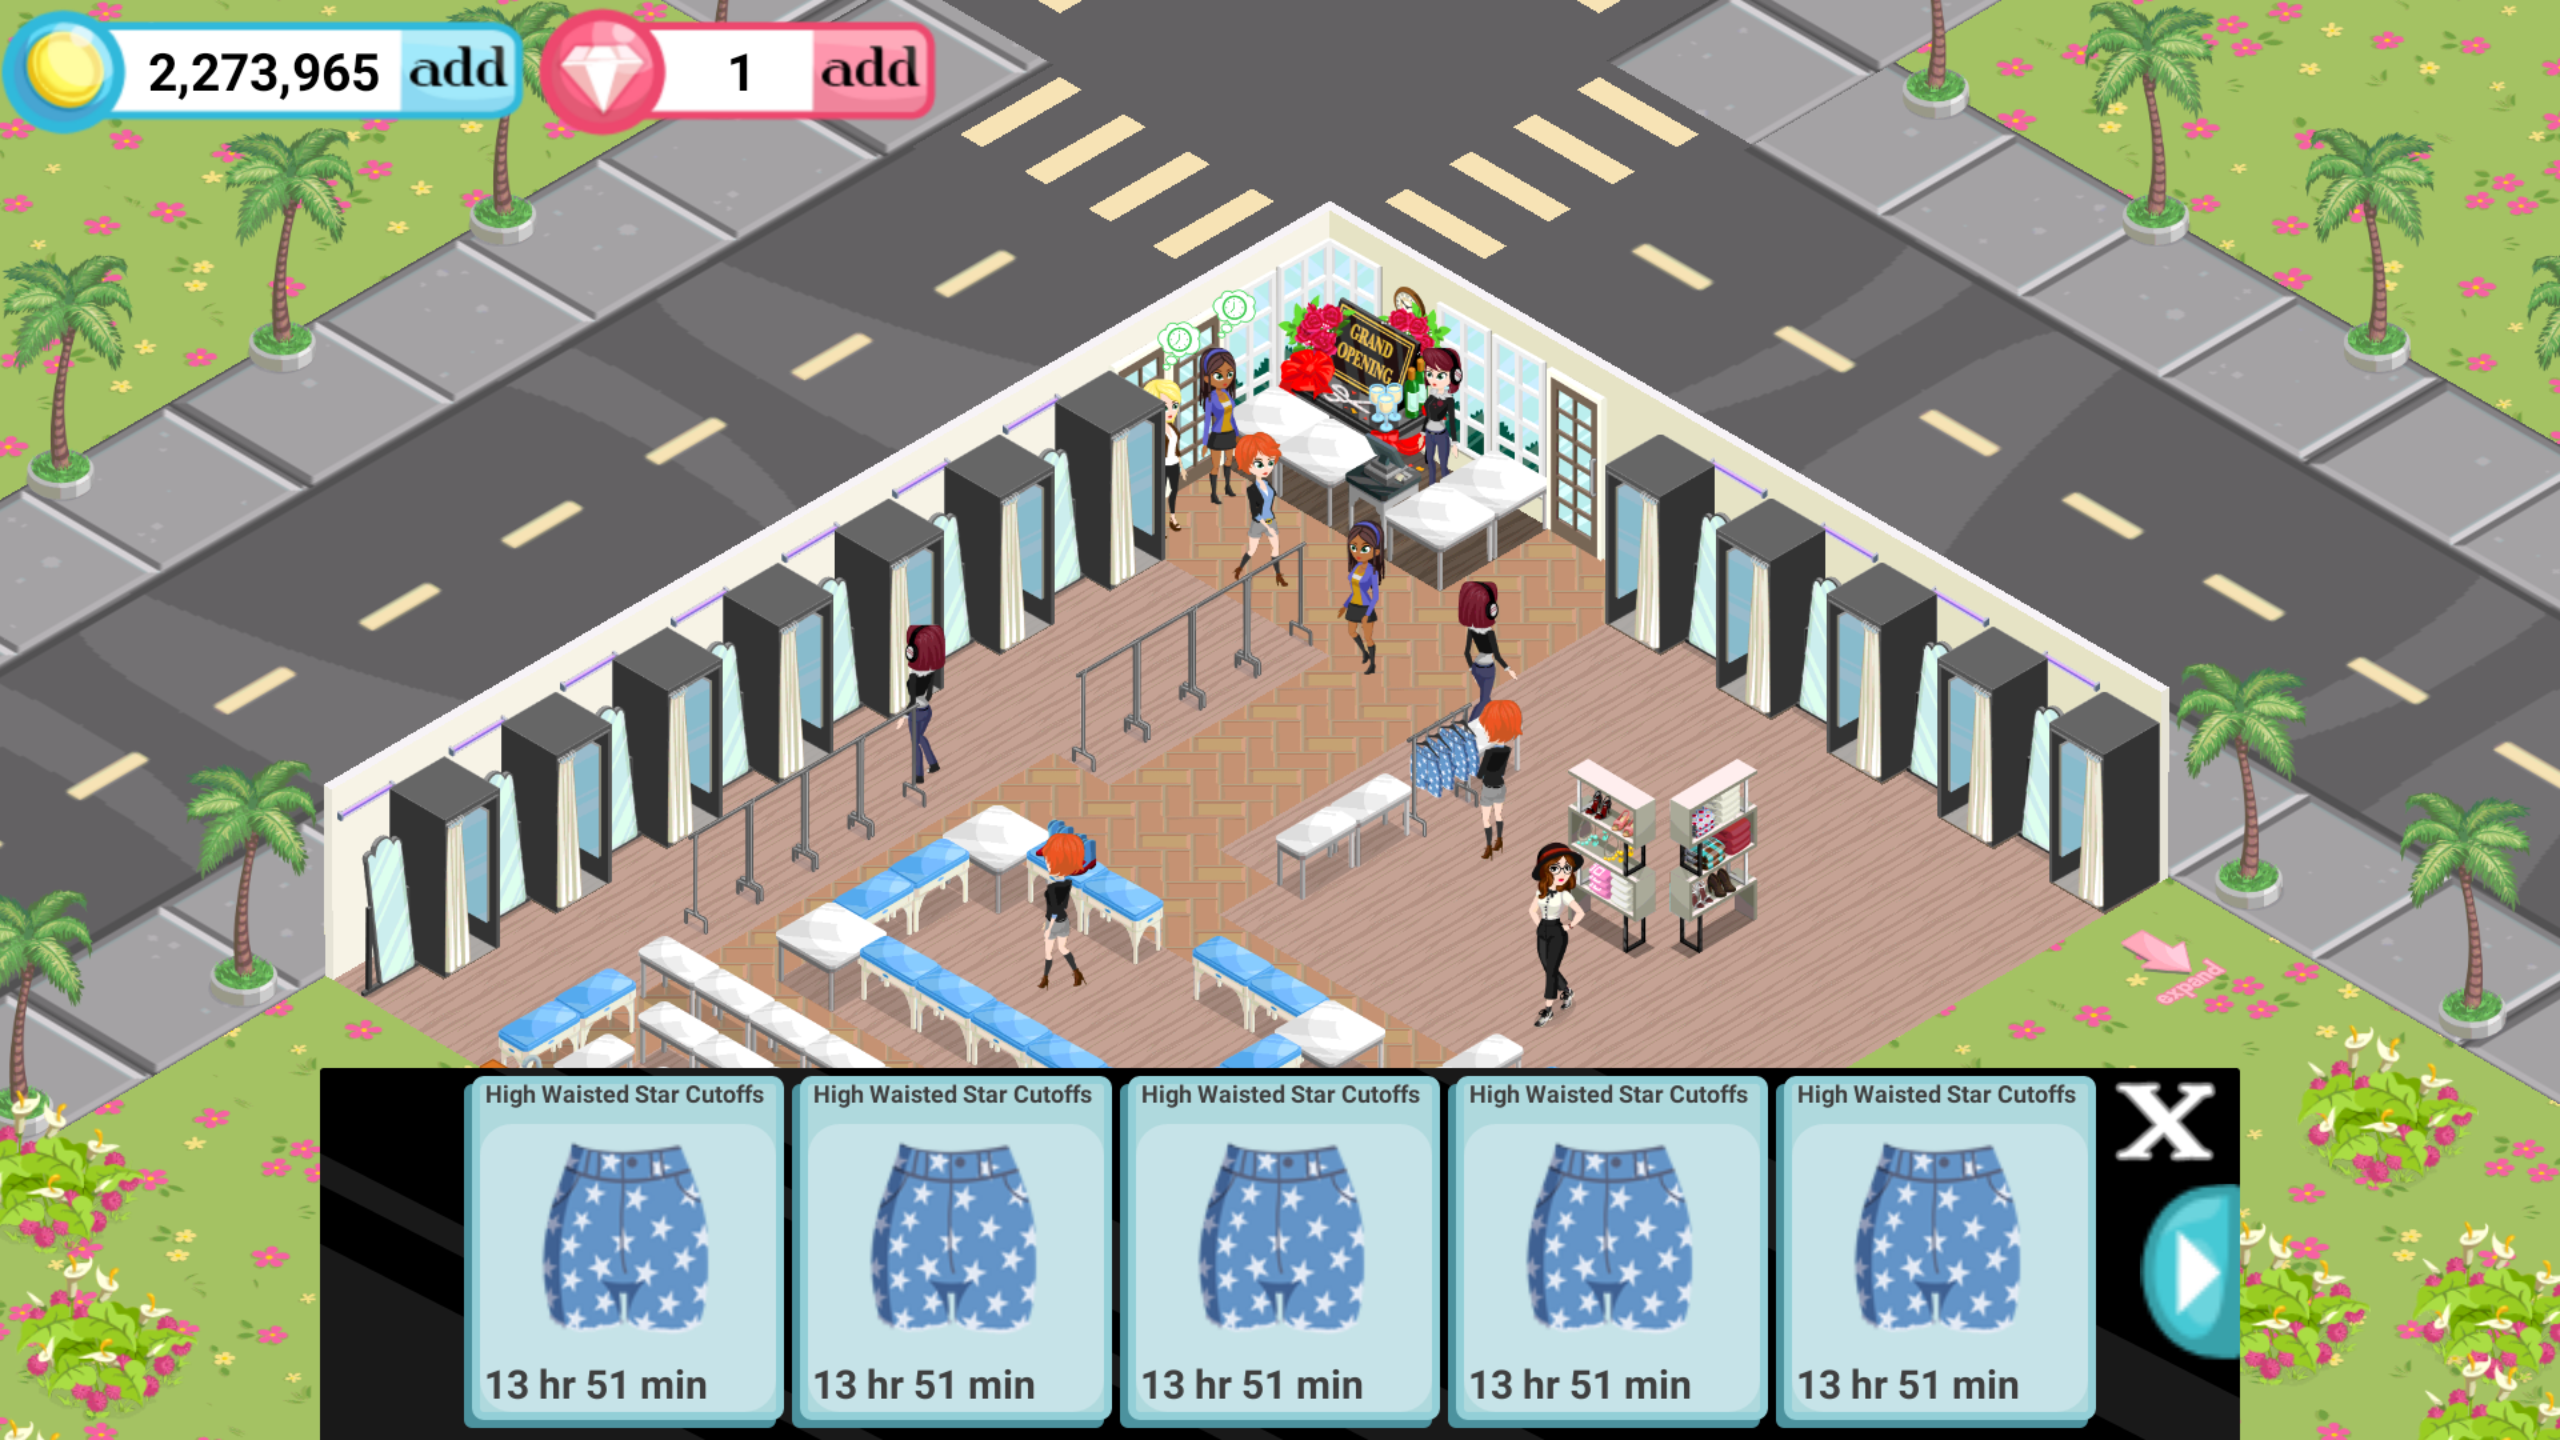 2,273,965 add
1 add
GRAND
OPENING
expand
High Waisted Star Cutoffs
High Waisted Star Cutoffs
High Waisted Star Cutoffs
High Waisted Star Cutoffs
High Waisted Star Cutoffs
X
13 hr 51 min
13 hr 51 min
13 hr 51 min
13 hr 51 min
13 hr 51 min